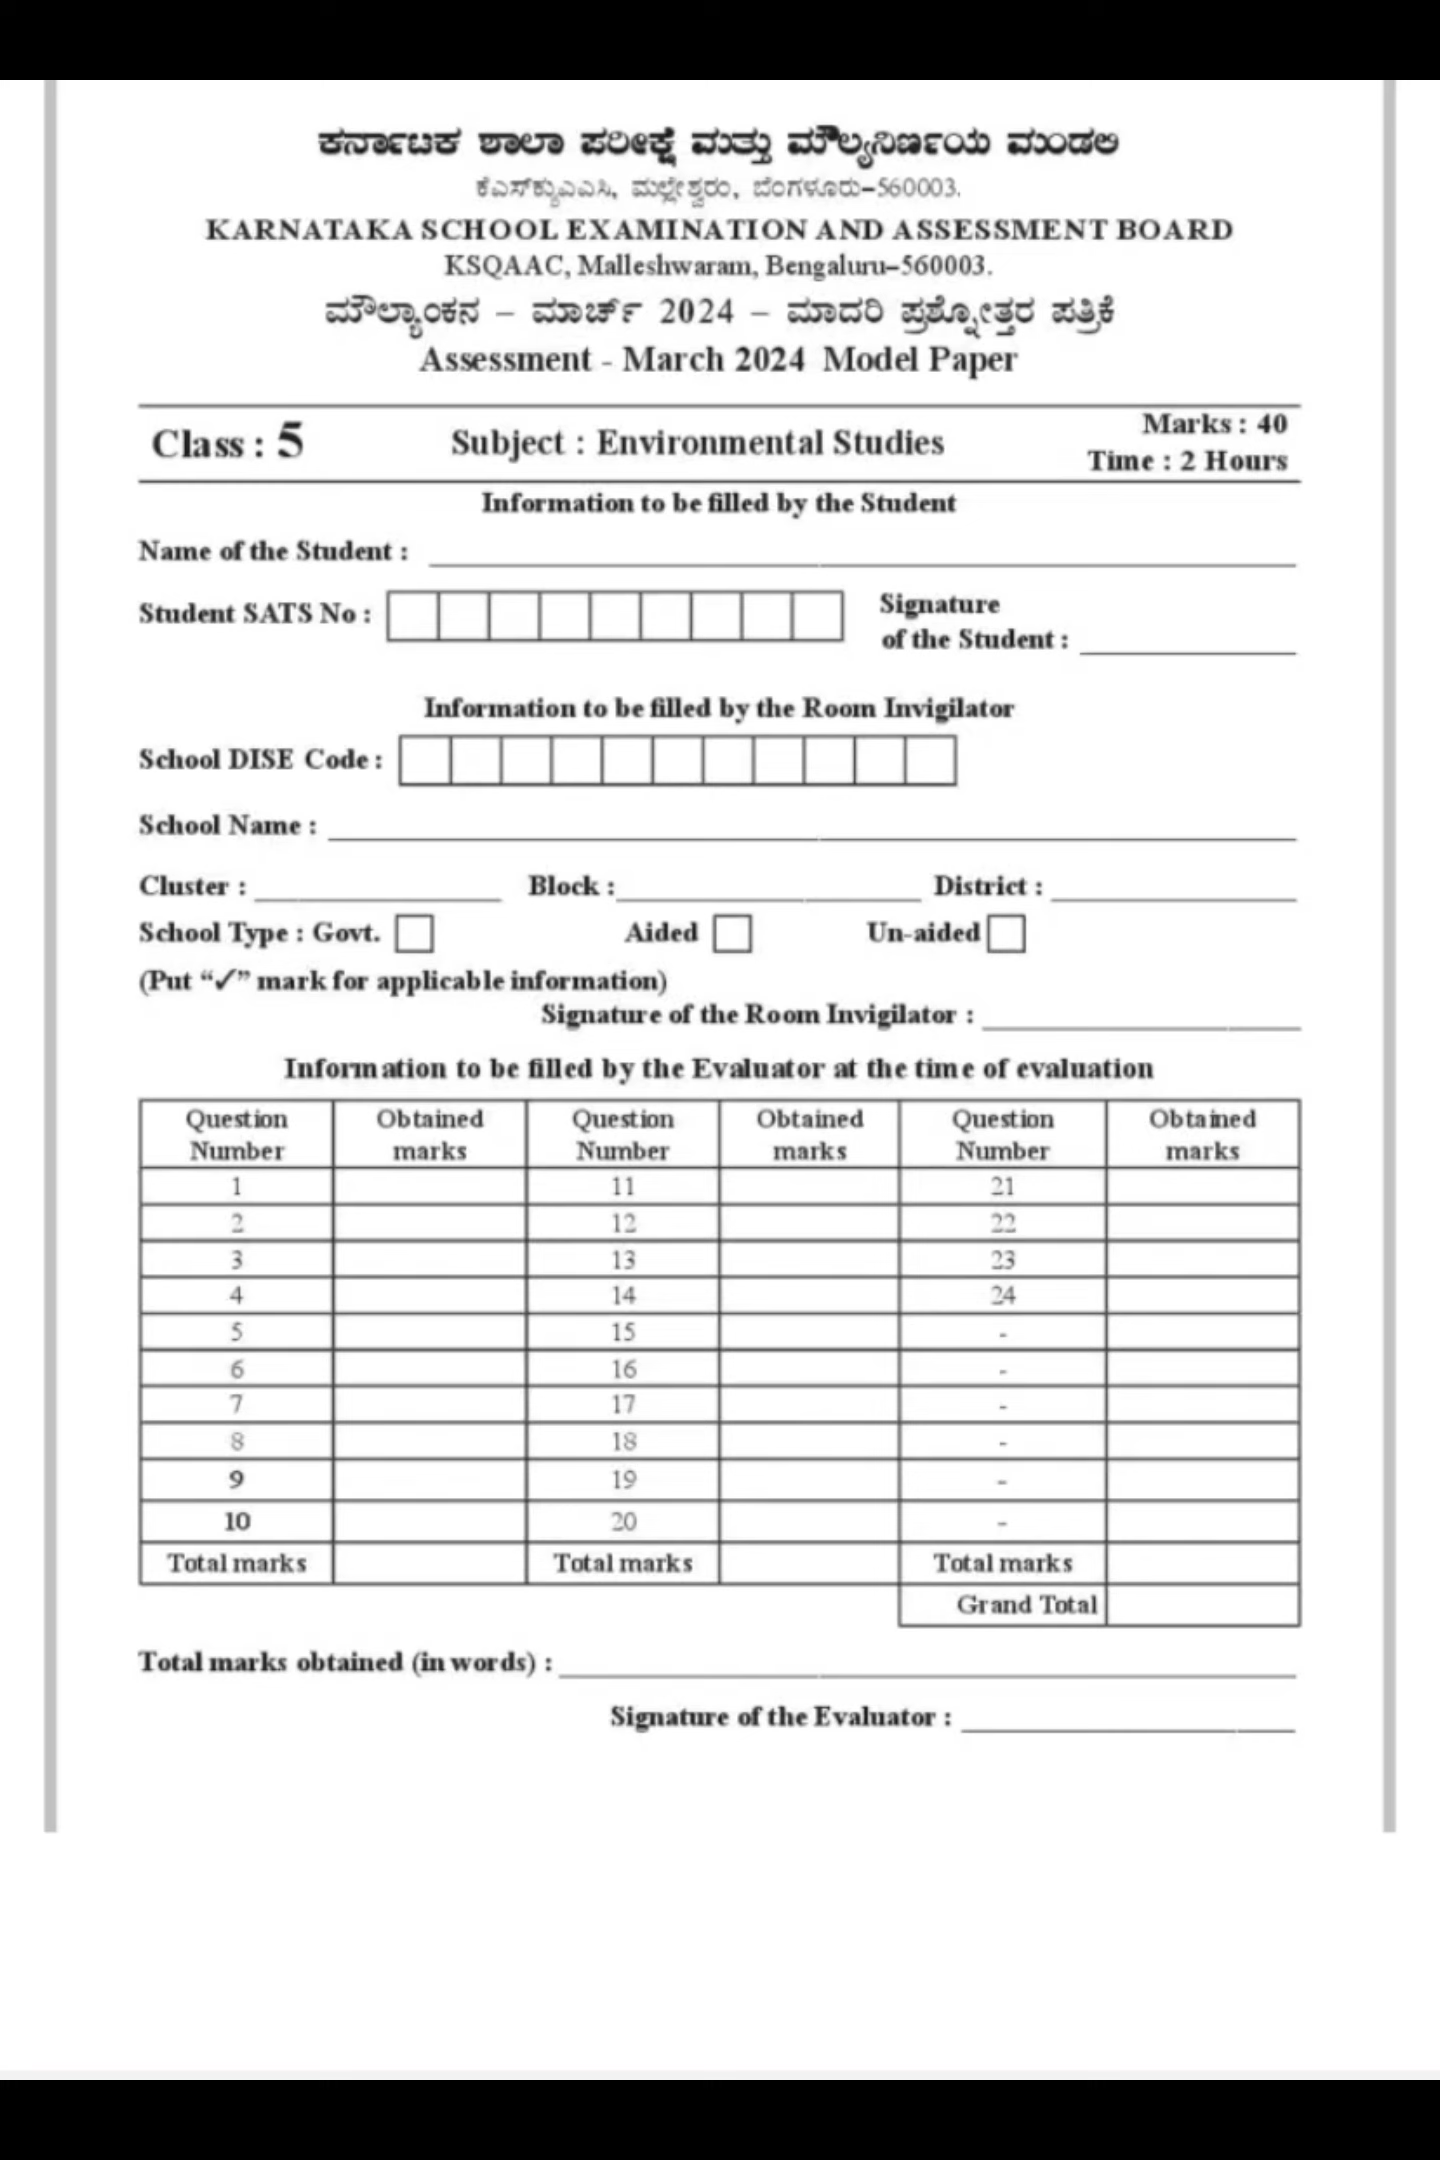 ಕರ್ನಾಟಕ ಶಾಲಾ ಪರೀಕ್ಷೆ ಮತ್ತು ಮೌಲ್ಯನಿರ್ಣಯ ಮಂಡಲಿ
ಕೆಎಸ್‌ಕ್ಯುಎಎಸಿ, ಮಲ್ಲೇಶ್ವರಂ, ಬೆಂಗಳೂರು–560003.
KARNATAKA SCHOOL EXAMINATION AND ASSESSMENT BOARD
KSQAAC, Malleshwaram, Bengaluru–560003.
ಮೌಲ್ಯಾಂಕನ – ಮಾರ್ಚ್ 2024 – ಮಾದರಿ ಪ್ರಶ್ನೋತ್ತರ ಪತ್ರಿಕೆ
Assessment - March 2024 Model Paper
Class : 5 Subject : Environmental Studies Marks : 40
Time : 2 Hours
Information to be filled by the Student
Name of the Student :
Student SATS No : Signature
of the Student :
Information to be filled by the Room Invigilator
School DISE Code :
School Name :
Cluster : Block : District :
School Type : Govt. Aided Un-aided
(Put “✓” mark for applicable information)
Signature of the Room Invigilator :
Information to be filled by the Evaluator at the time of evaluation
Question Obtained Question Obtained Question Obtained
Number marks Number marks Number marks
1 11 21
2 12 22
3 13 23
4 14 24
5 15 -
6 16 -
7 17 -
8 18 -
9 19 -
10 20 -
Total marks Total marks Total marks
Grand Total
Total marks obtained (in words) :
Signature of the Evaluator :